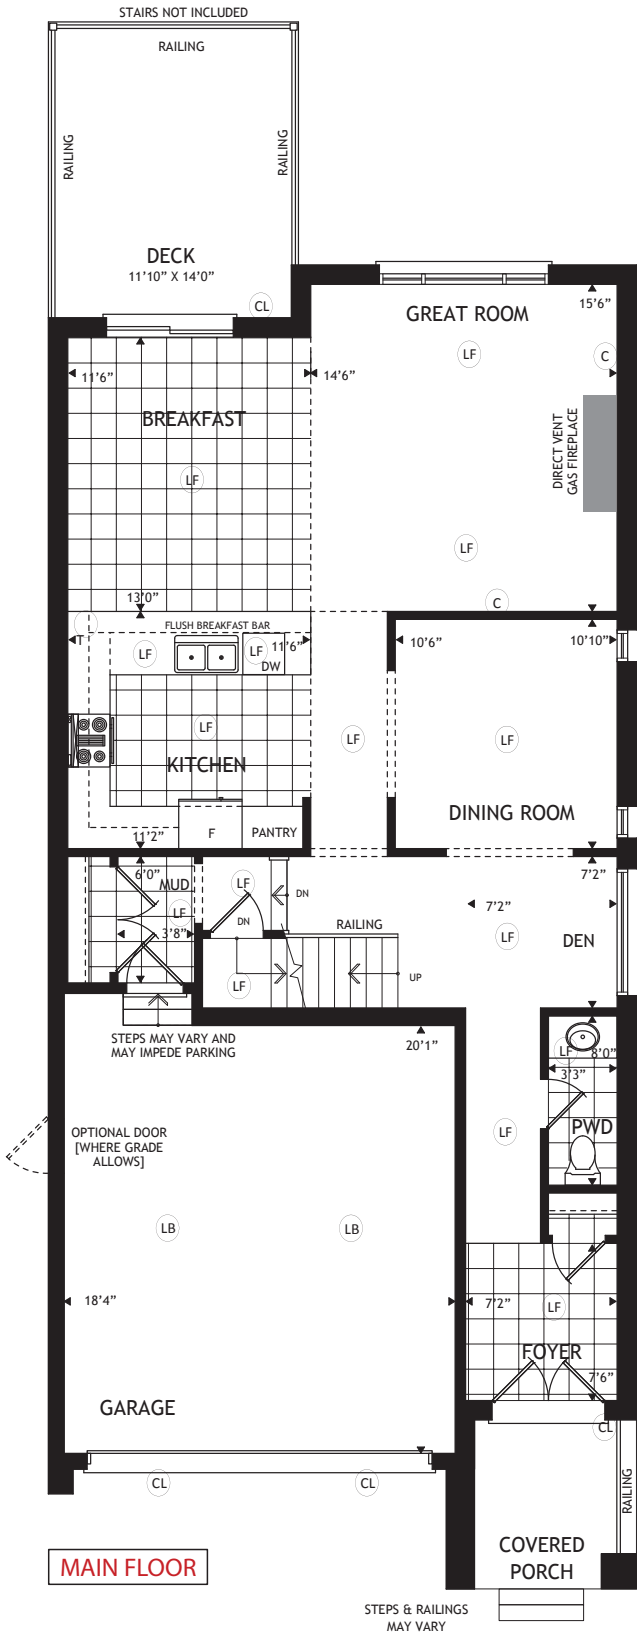 STAIRS NOT INCLUDED
RAILING
RAILING
RAILING
DECK
11'10" X 14'0"
CL
GREAT ROOM
15'6"
LF
C
11'6"
14'6"
BREAKFAST
DIRECT VENT
GAS FIREPLACE
LF
LF
13'0"
C
FLUSH BREAKFAST BAR
T
11'6"
10'6"
10'10"
LF
LF
DW
LF
LF
LF
KITCHEN
DINING ROOM
11'2"
F
PANTRY
6'0"
7'2"
MUD
LF
DN
7'2"
LF
3'8"
DN
RAILING
LF
DEN
LF
UP
STEPS MAY VARY AND
MAY IMPEDE PARKING
20'1"
LF
8'0"
3'3"
OPTIONAL DOOR
[WHERE GRADE
ALLOWS]
LF
PWD
LB
LB
18'4"
7'2"
LF
FOYER
7'6"
GARAGE
CL
CL
CL
RAILING
COVERED
PORCH
MAIN FLOOR
STEPS & RAILINGS
MAY VARY